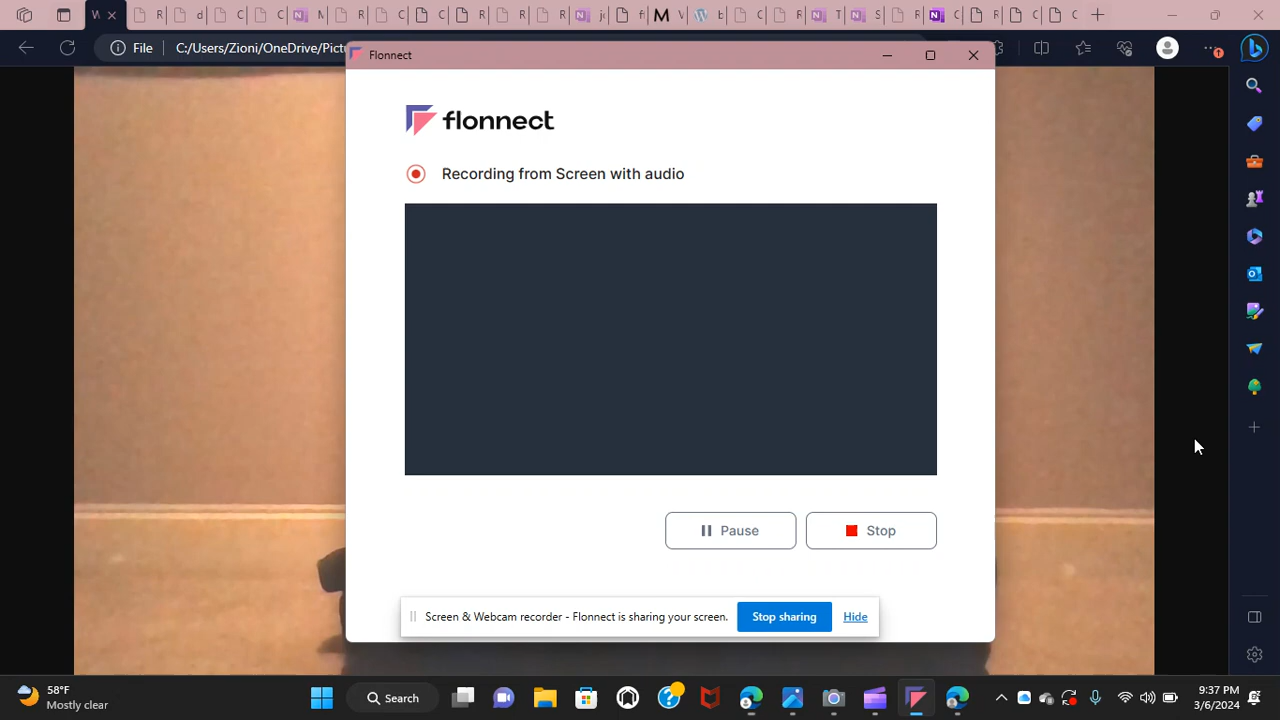 File
C:/Users/Zioni/OneDrive/Pictu
Flonnect
flonnect
Recording from Screen with audio
Pause
Stop
Screen & Webcam recorder - Flonnect is sharing your screen.
Stop sharing
Hide
58°F
Mostly clear
Search
9:37 PM
3/6/2024